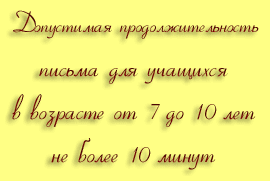 Допустимая продолжительность
письма для учащихся
в возрасте от 7 до 10 лет
не более 10 минут